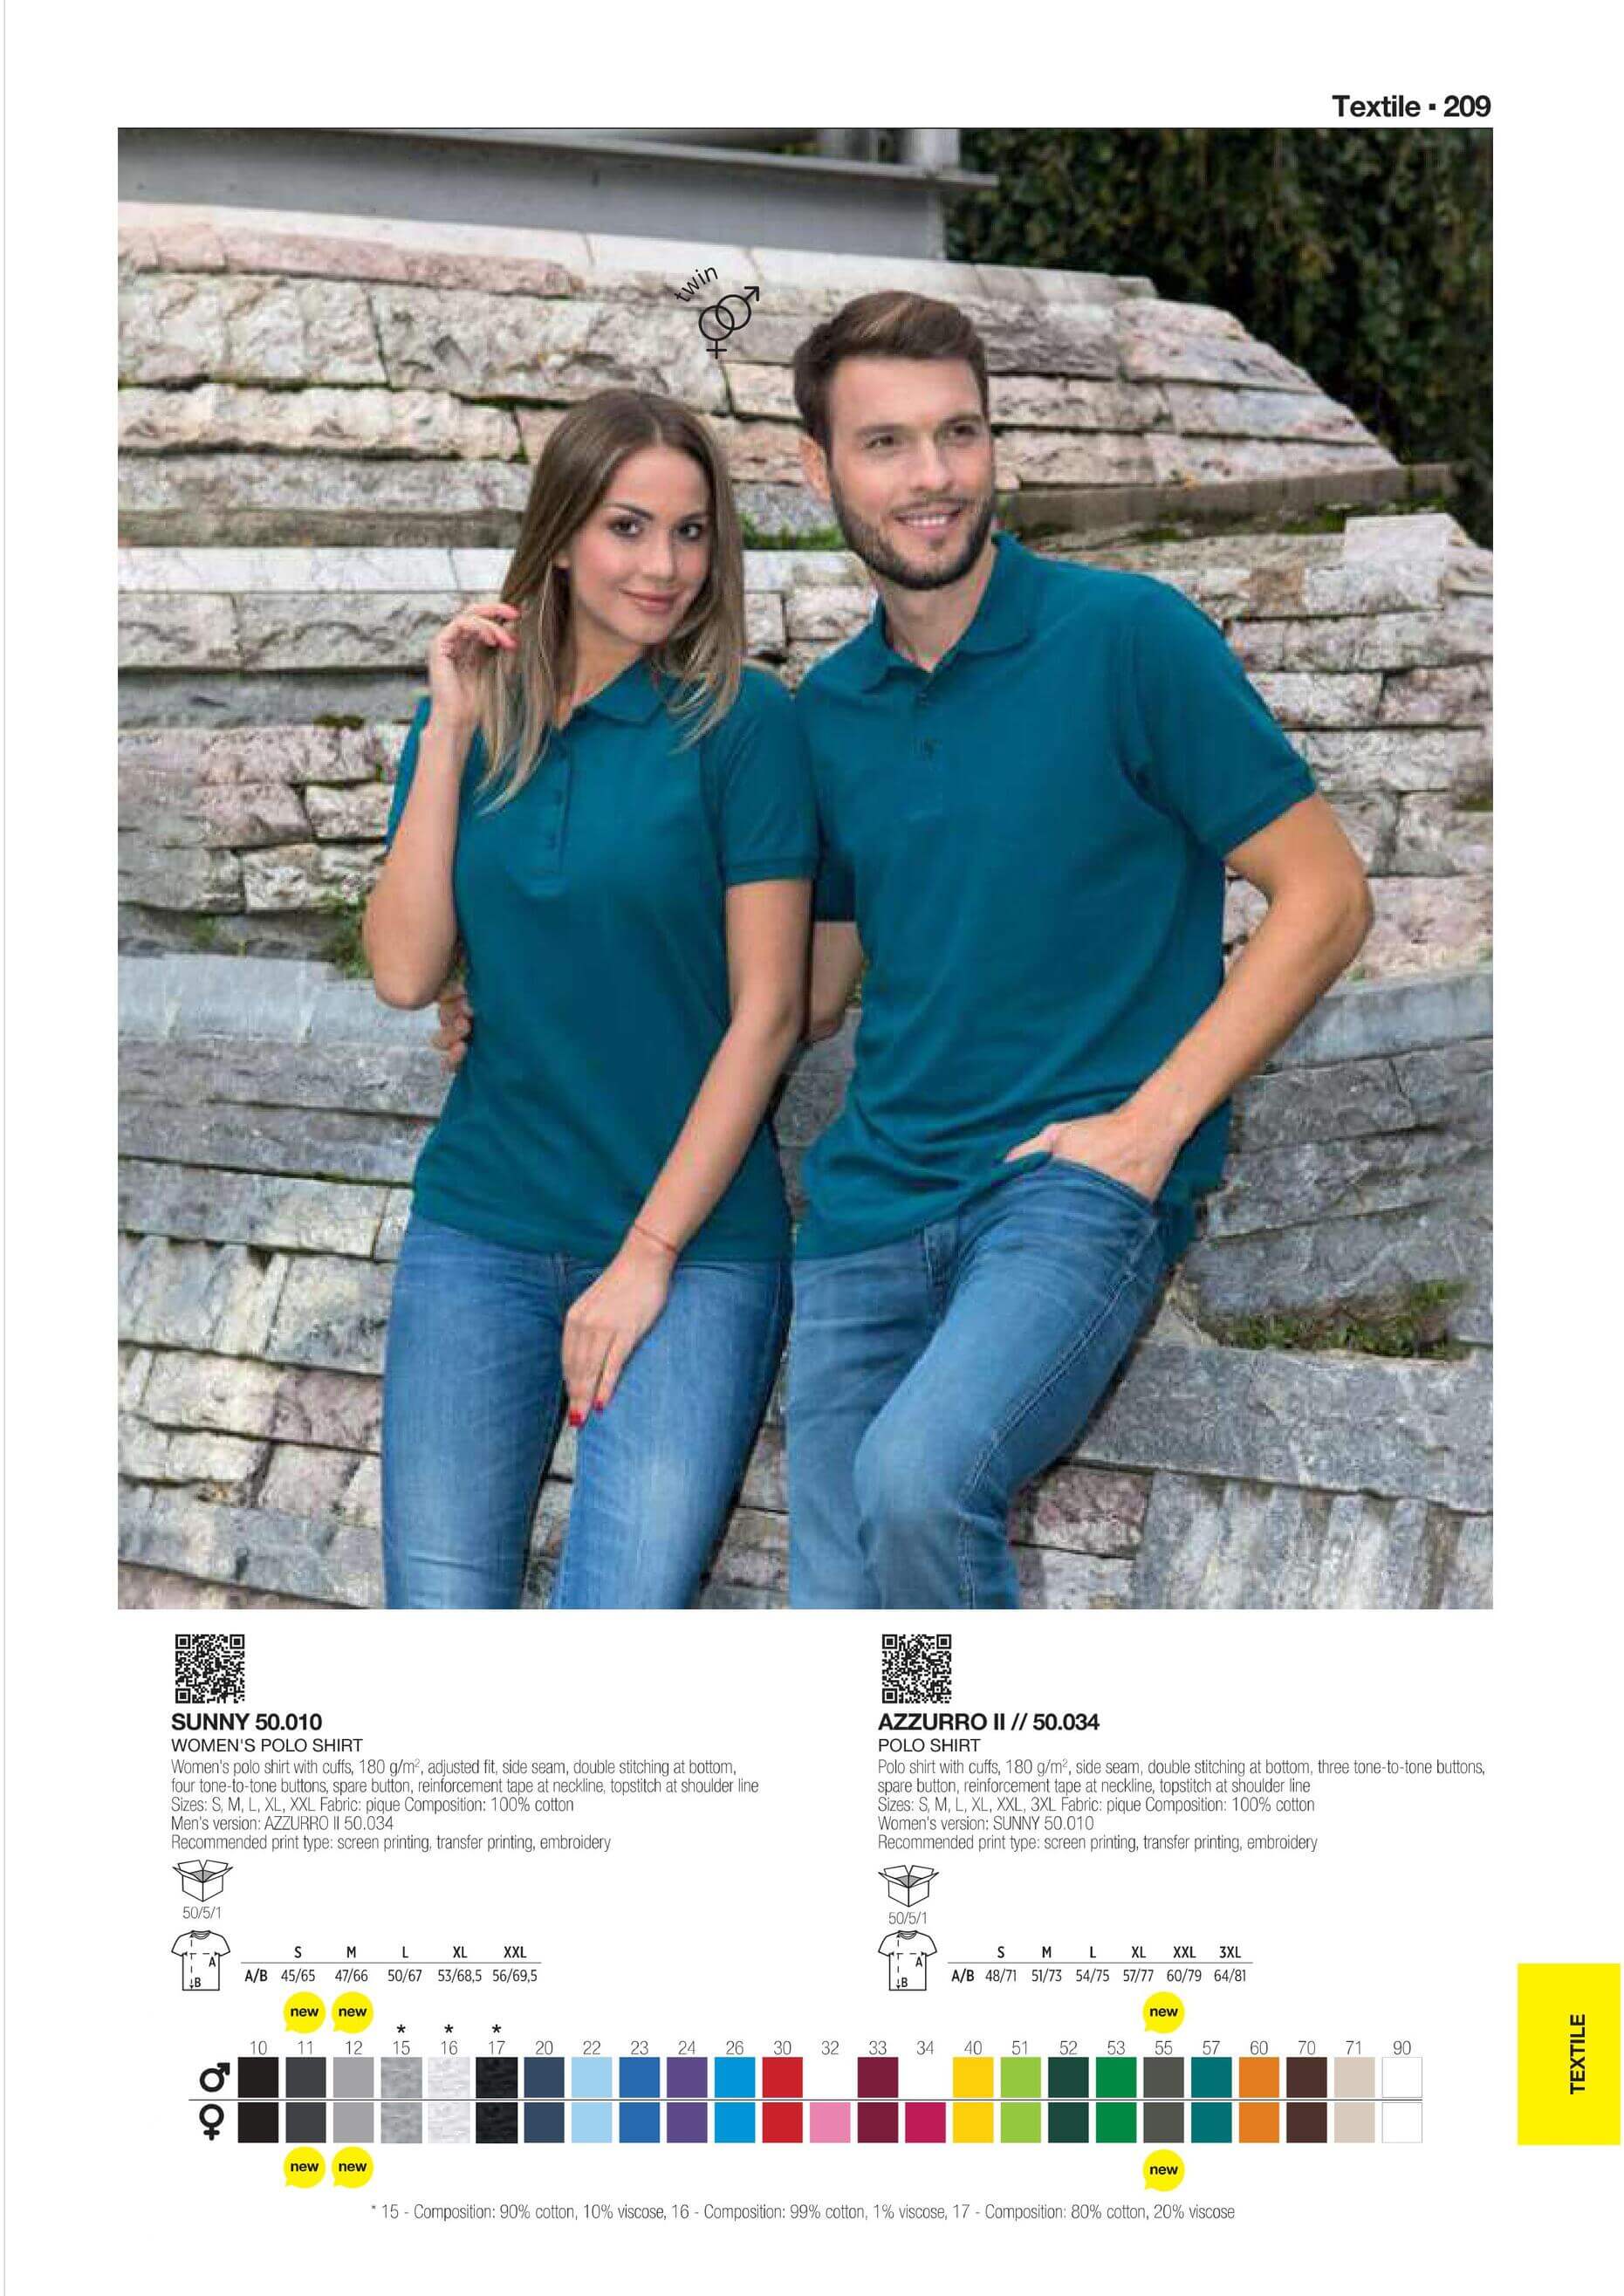 Textile ▪ 209
twin
SUNNY 50.010
WOMEN'S POLO SHIRT
Women's polo shirt with cuffs, 180 g/m², adjusted fit, side seam, double stitching at bottom,
four tone-to-tone buttons, spare button, reinforcement tape at neckline, topstitch at shoulder line
Sizes: S, M, L, XL, XXL Fabric: pique Composition: 100% cotton
Men's version: AZZURRO II 50.034
Recommended print type: screen printing, transfer printing, embroidery
50/5/1
A
B
S M L XL XXL
A/B 45/65 47/66 50/67 53/68,5 56/69,5
AZZURRO II // 50.034
POLO SHIRT
Polo shirt with cuffs, 180 g/m², side seam, double stitching at bottom, three tone-to-tone buttons,
spare button, reinforcement tape at neckline, topstitch at shoulder line
Sizes: S, M, L, XL, XXL, 3XL Fabric: pique Composition: 100% cotton
Women's version: SUNNY 50.010
Recommended print type: screen printing, transfer printing, embroidery
50/5/1
A
B
S M L XL XXL 3XL
A/B 48/71 51/73 54/75 57/77 60/79 64/81
new new new
* * *
10 11 12 15 16 17 20 22 23 24 26 30 32 33 34 40 51 52 53 55 57 60 70 71 90
new new new
* 15 - Composition: 90% cotton, 10% viscose, 16 - Composition: 99% cotton, 1% viscose, 17 - Composition: 80% cotton, 20% viscose
TEXTILE